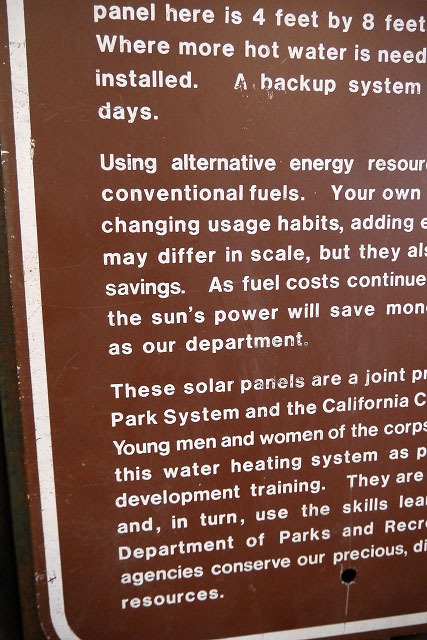 panel here is 4 feet by 8 feet
Where more hot water is need
installed. A backup system
days.
Using alternative energy resour
conventional fuels. Your own
changing usage habits, adding e
may differ in scale, but they als
savings. As fuel costs continue
the sun's power will save mon
as our department.
These solar panels are a joint pr
Park System and the California C
Young men and women of the corps
this water heating system as p
development training. They are
and, in turn, use the skills lear
Department of Parks and Recre
agencies conserve our precious, di
resources.